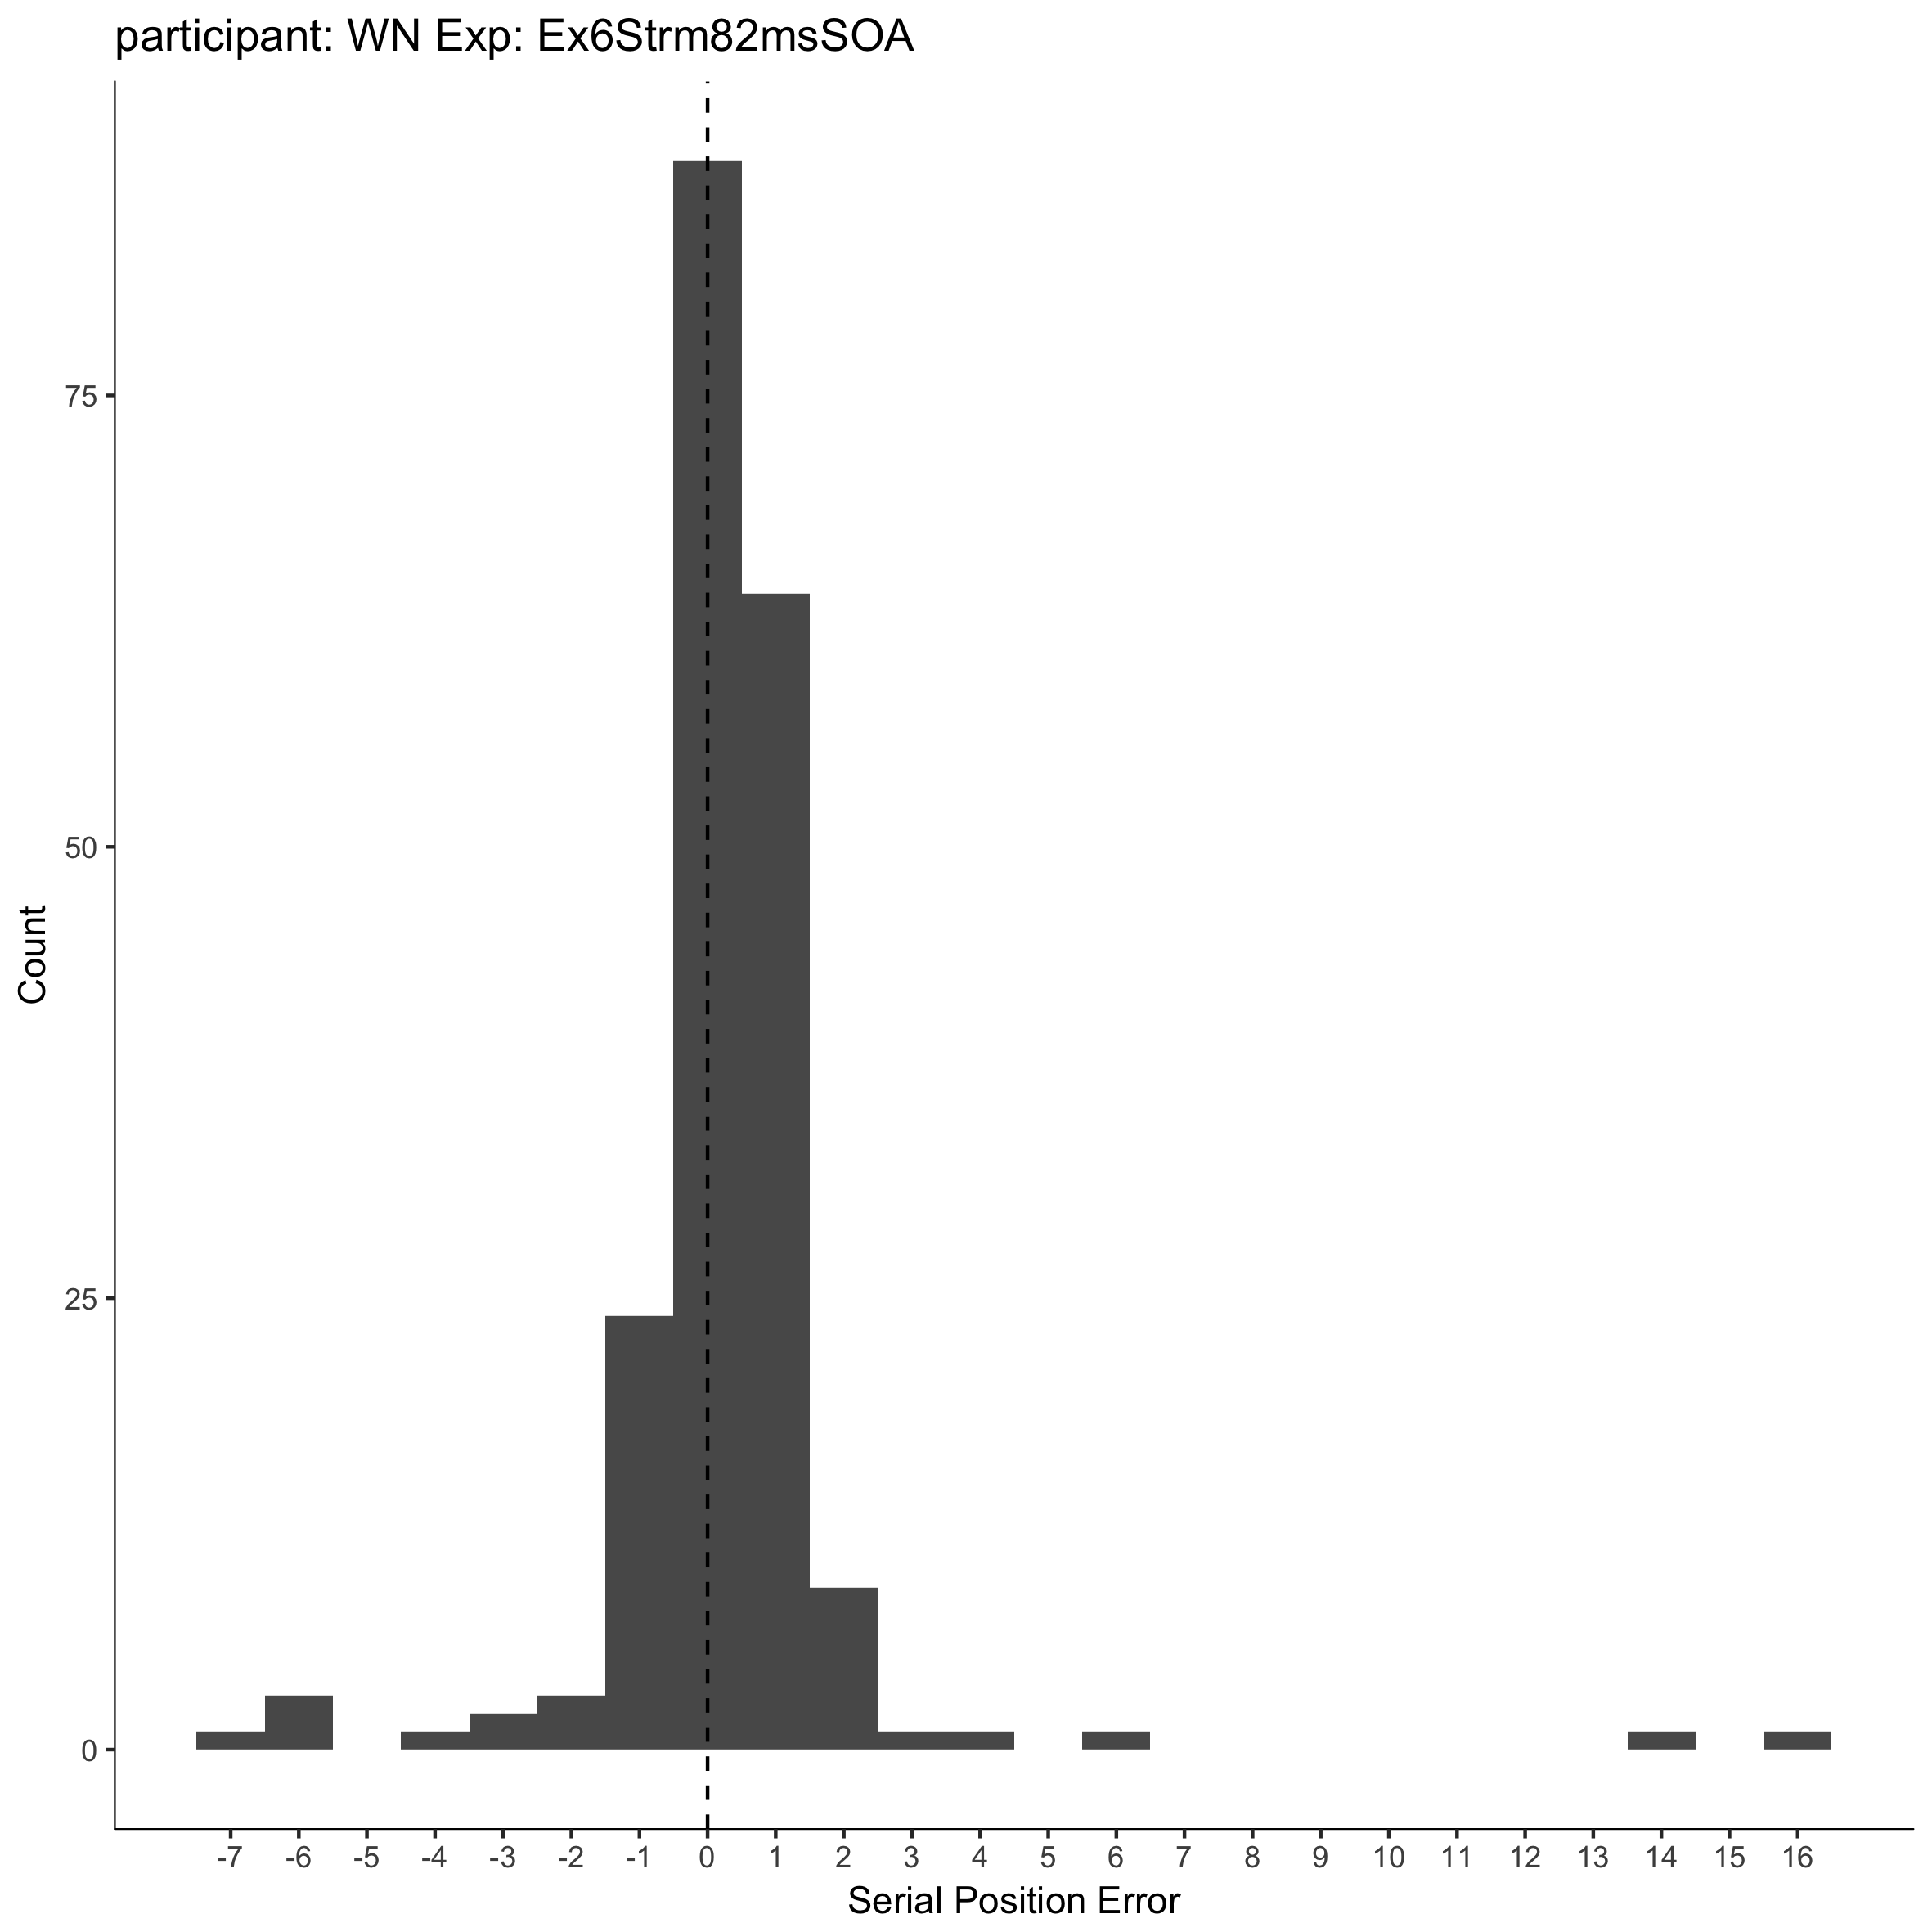 participant: WN Exp: Ex6Strm82msSOA
75
50
25
0
Count
-7 -6 -5 -4 -3 -2 -1 0 1 2 3 4 5 6 7 8 9 10 11 12 13 14 15 16
Serial Position Error